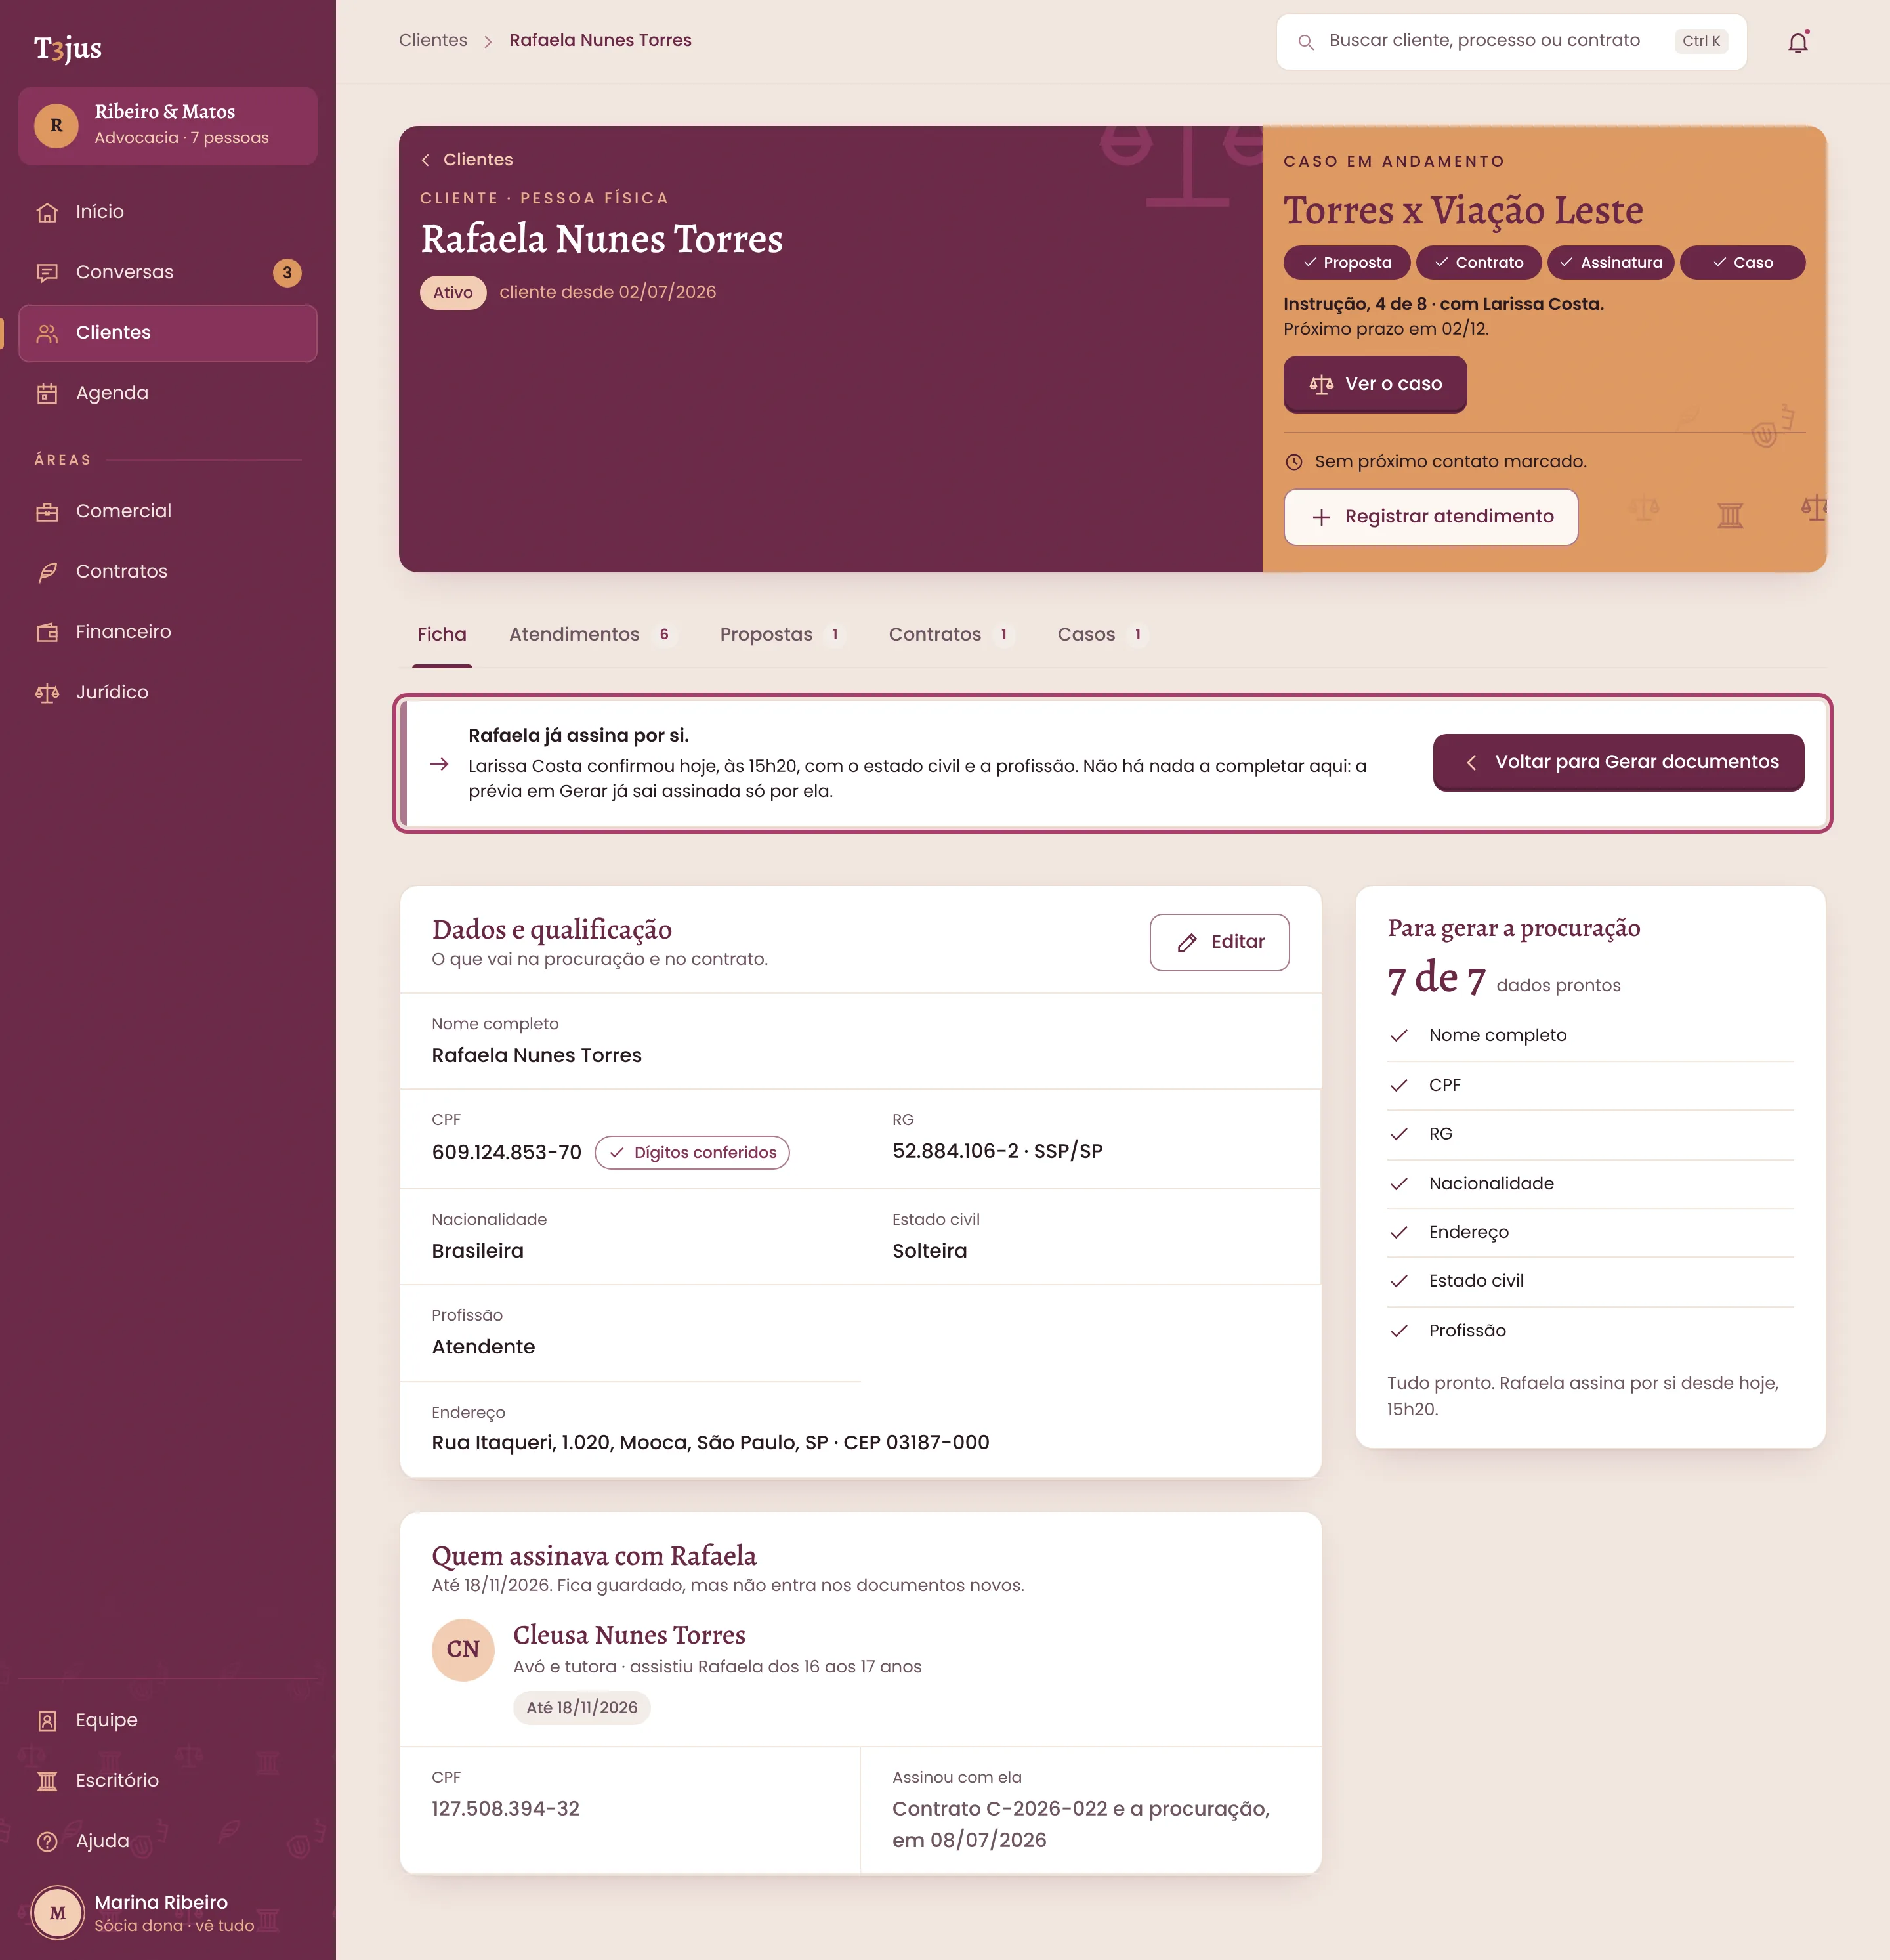 T3jus
R
Ribeiro & Matos
Advocacia · 7 pessoas
Início
Conversas
3
Clientes
Agenda
ÁREAS
Comercial
Contratos
Financeiro
Jurídico
Equipe
Escritório
Ajuda
M
Marina Ribeiro
Sócia dona · vê tudo
Clientes
Rafaela Nunes Torres
Buscar cliente, processo ou contrato
Ctrl K
Clientes
CLIENTE · PESSOA FÍSICA
Rafaela Nunes Torres
Ativo
cliente desde 02/07/2026
CASO EM ANDAMENTO
Torres x Viação Leste
Proposta
Contrato
Assinatura
Caso
Instrução, 4 de 8 · com Larissa Costa.
Próximo prazo em 02/12.
Ver o caso
Sem próximo contato marcado.
Registrar atendimento
Ficha
Atendimentos 6
Propostas 1
Contratos 1
Casos 1
Rafaela já assina por si.
Larissa Costa confirmou hoje, às 15h20, com o estado civil e a profissão. Não há nada a completar aqui: a
prévia em Gerar já sai assinada só por ela.
Voltar para Gerar documentos
Dados e qualificação
O que vai na procuração e no contrato.
Editar
Nome completo
Rafaela Nunes Torres
CPF
609.124.853-70
Dígitos conferidos
RG
52.884.106-2 · SSP/SP
Nacionalidade
Brasileira
Estado civil
Solteira
Profissão
Atendente
Endereço
Rua Itaqueri, 1.020, Mooca, São Paulo, SP · CEP 03187-000
Para gerar a procuração
7 de 7 dados prontos
Nome completo
CPF
RG
Nacionalidade
Endereço
Estado civil
Profissão
Tudo pronto. Rafaela assina por si desde hoje,
15h20.
Quem assinava com Rafaela
Até 18/11/2026. Fica guardado, mas não entra nos documentos novos.
CN
Cleusa Nunes Torres
Avó e tutora · assistiu Rafaela dos 16 aos 17 anos
Até 18/11/2026
CPF
127.508.394-32
Assinou com ela
Contrato C-2026-022 e a procuração,
em 08/07/2026